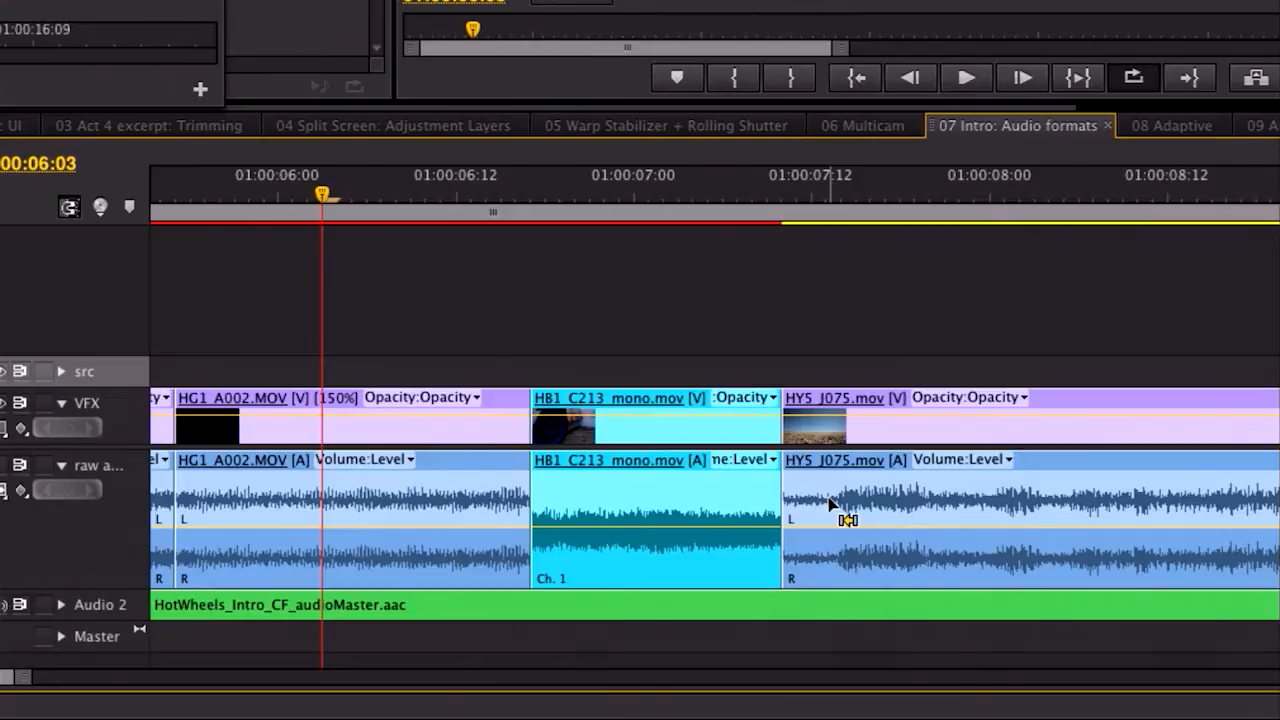 01:00:16:09
UI
03 Act 4 excerpt: Trimming
04 Split Screen: Adjustment Layers
05 Warp Stabilizer + Rolling Shutter
06 Multicam
07 Intro: Audio formats
08 Adaptive
09 A
00:06:03
01:00:06:00
01:00:06:12
01:00:07:00
01:00:07:12
01:00:08:00
01:00:08:12
src
VFX
HG1_A002.MOV [V] [150%] Opacity:Opacity
HB1_C213_mono.mov [V] :Opacity
HY5_J075.mov [V] Opacity:Opacity
raw a...
HG1_A002.MOV [A] Volume:Level
HB1_C213_mono.mov [A] me:Level
HY5_J075.mov [A] Volume:Level
L
L
L
R
R
Ch. 1
R
Audio 2
HotWheels_Intro_CF_audioMaster.aac
Master